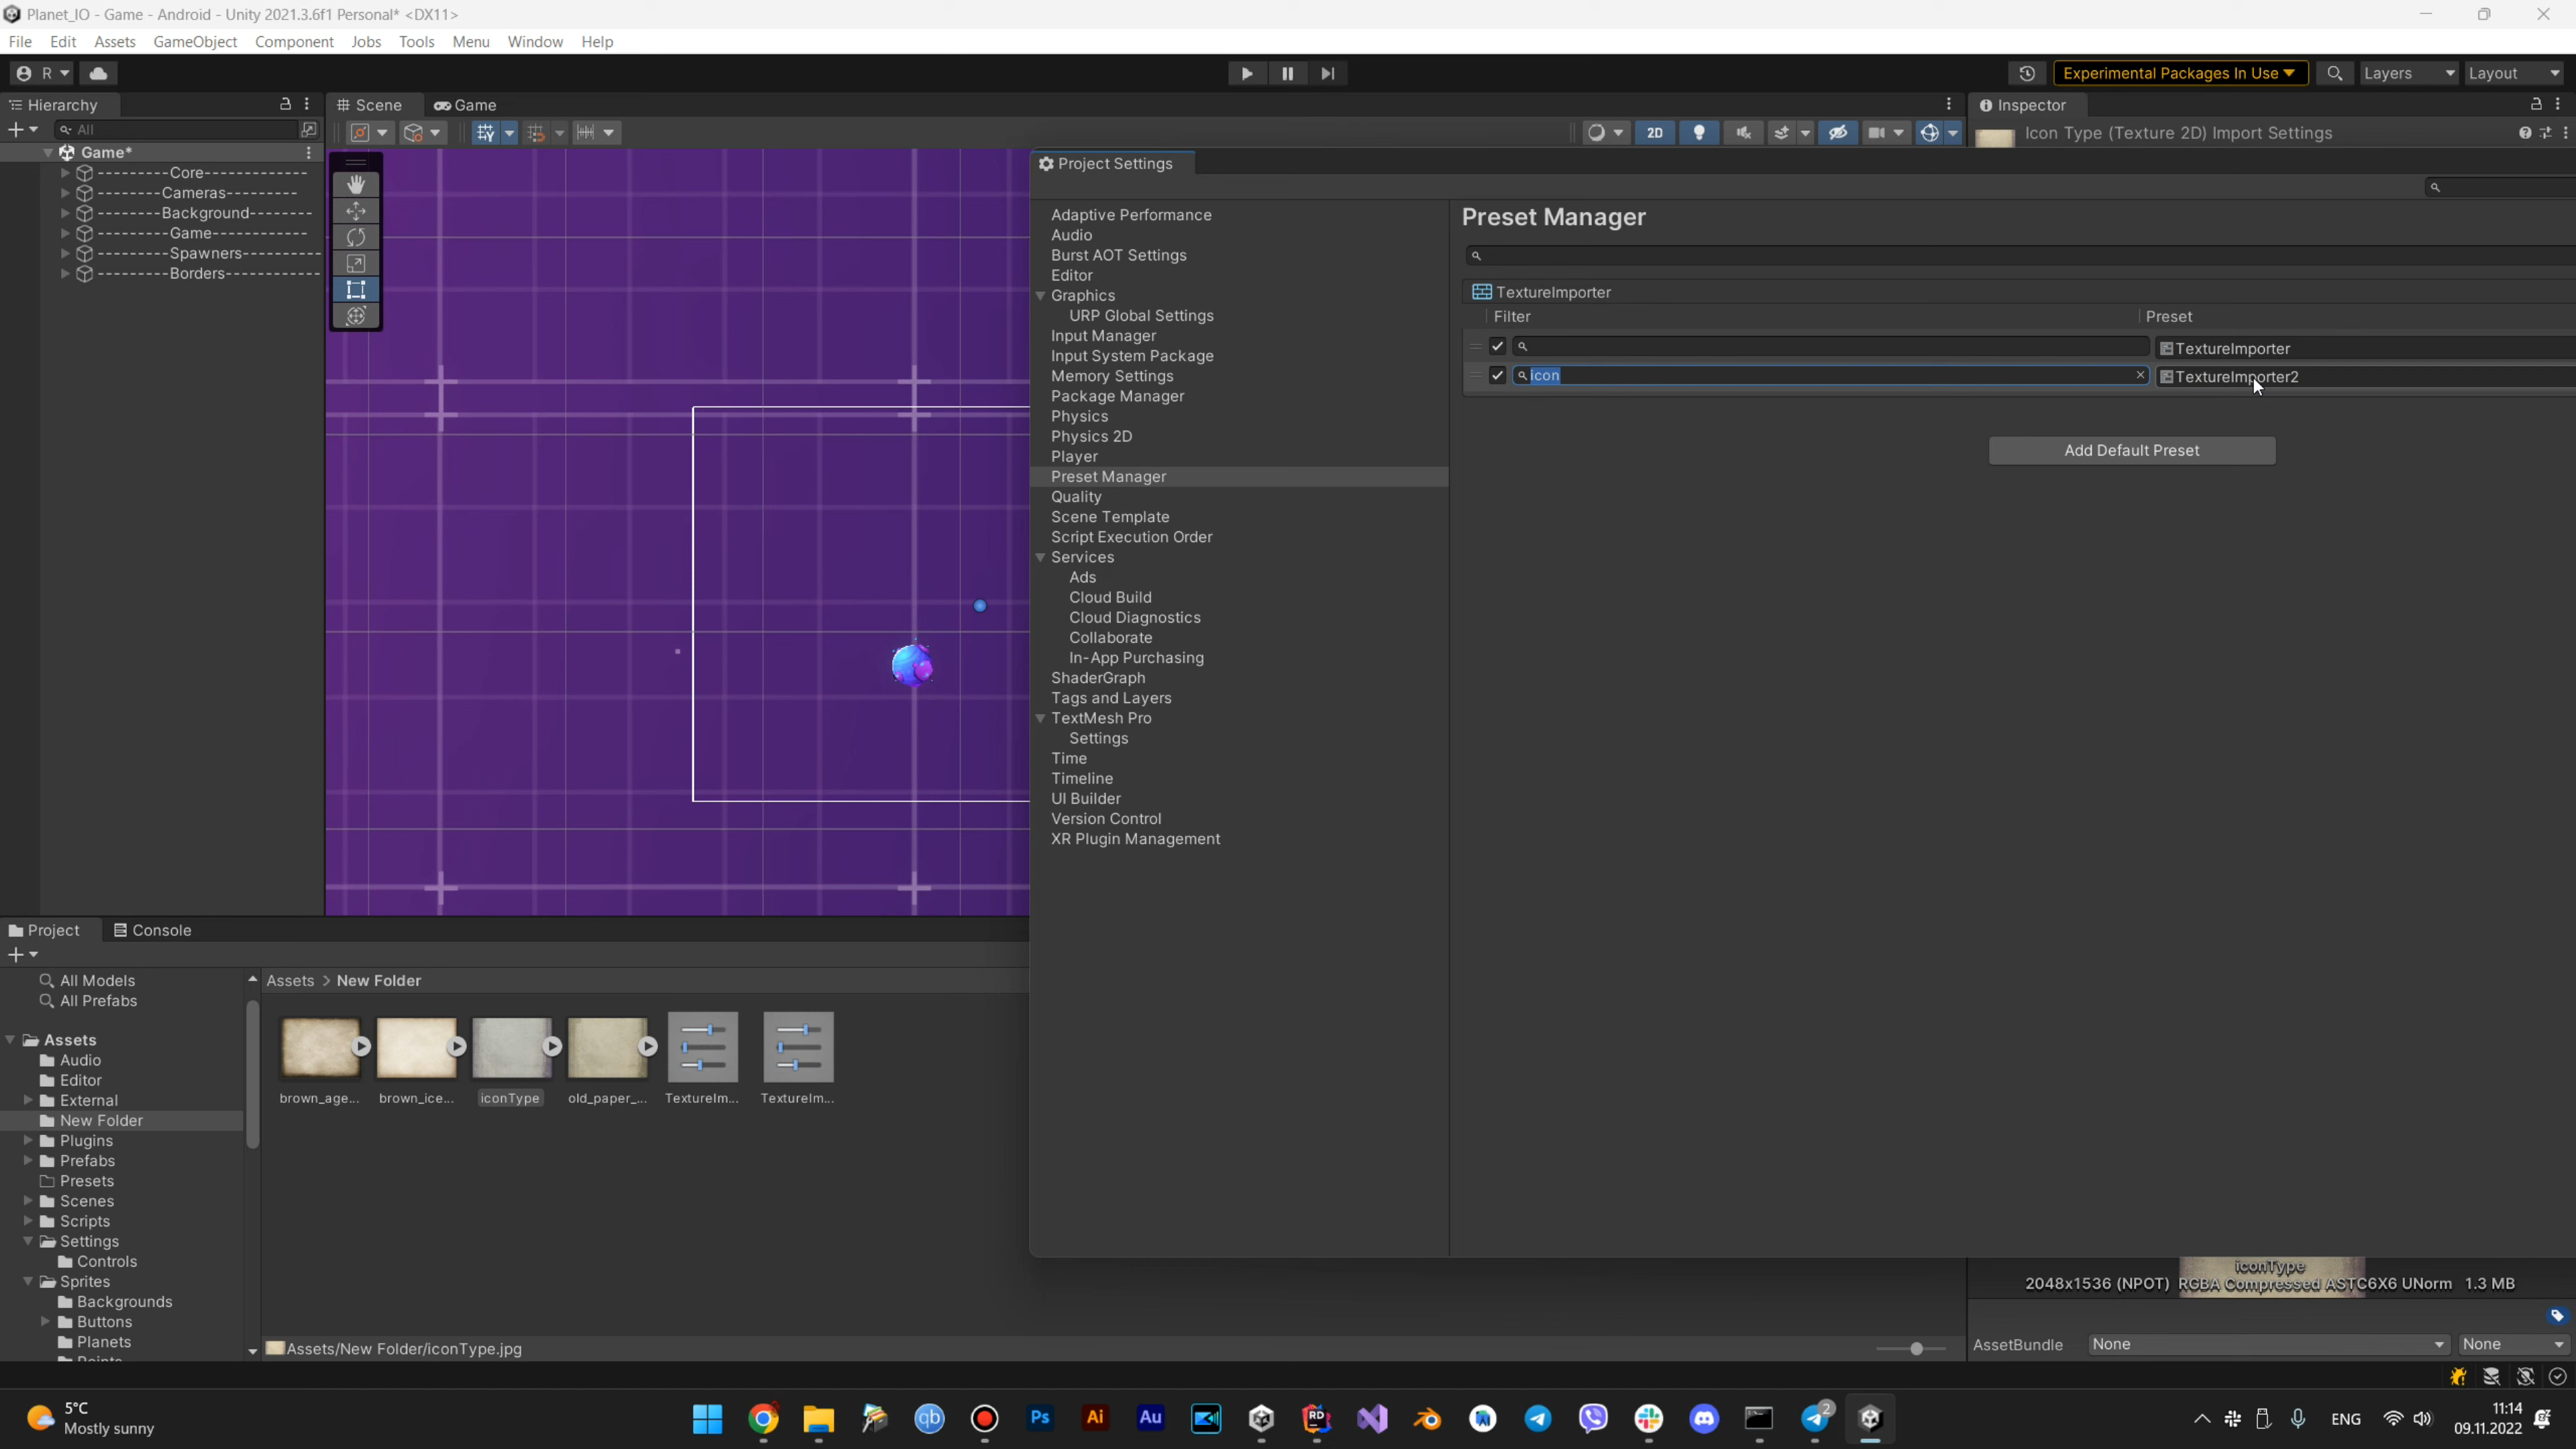 Planet_IO - Game - Android - Unity 2021.3.6f1 Personal* <DX11>
File Edit Assets GameObject Component Jobs Tools Menu Window Help
R
Experimental Packages In Use
Layers
Layout
Hierarchy
Scene
Game
Inspector
All
2D
Icon Type (Texture 2D) Import Settings
Game*
---------Core-------------
---------Cameras---------
---------Background--------
---------Game-------------
---------Spawners-----------
---------Borders------------
Project Settings
Adaptive Performance
Audio
Burst AOT Settings
Editor
Graphics
URP Global Settings
Input Manager
Input System Package
Memory Settings
Package Manager
Physics
Physics 2D
Player
Preset Manager
Quality
Scene Template
Script Execution Order
Services
Ads
Cloud Build
Cloud Diagnostics
Collaborate
In-App Purchasing
ShaderGraph
Tags and Layers
TextMesh Pro
Settings
Time
Timeline
UI Builder
Version Control
XR Plugin Management
Preset Manager
TextureImporter
Filter
Preset
TextureImporter
icon
TextureImporter2
Add Default Preset
Project
Console
All Models
All Prefabs
Assets
Audio
Editor
External
New Folder
Plugins
Prefabs
Presets
Scenes
Scripts
Settings
Controls
Sprites
Backgrounds
Buttons
Planets
Assets > New Folder
brown_age...
brown_ice...
iconType
old_paper_...
TextureIm...
TextureIm...
Assets/New Folder/iconType.jpg
iconType
2048x1536 (NPOT) RGBA Compressed ASTC6X6 UNorm 1.3 MB
AssetBundle
None
None
5°C
Mostly sunny
qb
Ps
Ai
Au
RD
2
ENG
11:14
09.11.2022